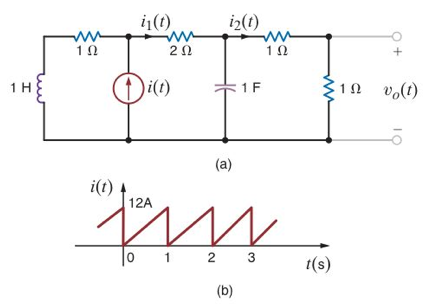 i₁(t) i₂(t)
1 Ω 2 Ω 1 Ω
+
1 H i(t) 1 F 1 Ω vₒ(t)
−
(a)
i(t)
12A
0 1 2 3
t(s)
(b)